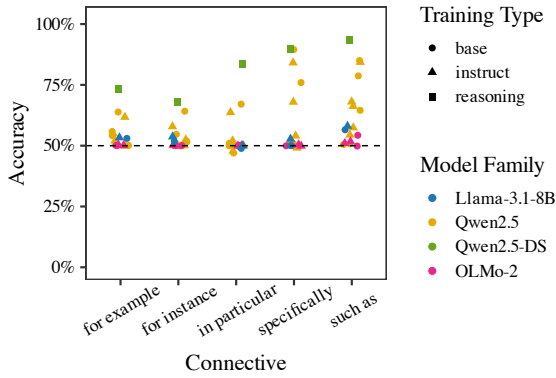 100%
75%
50%
25%
0%
Accuracy
for example
for instance
in particular
specifically
such as
Connective
Training Type
base
instruct
reasoning
Model Family
Llama-3.1-8B
Qwen2.5
Qwen2.5-DS
OLMo-2